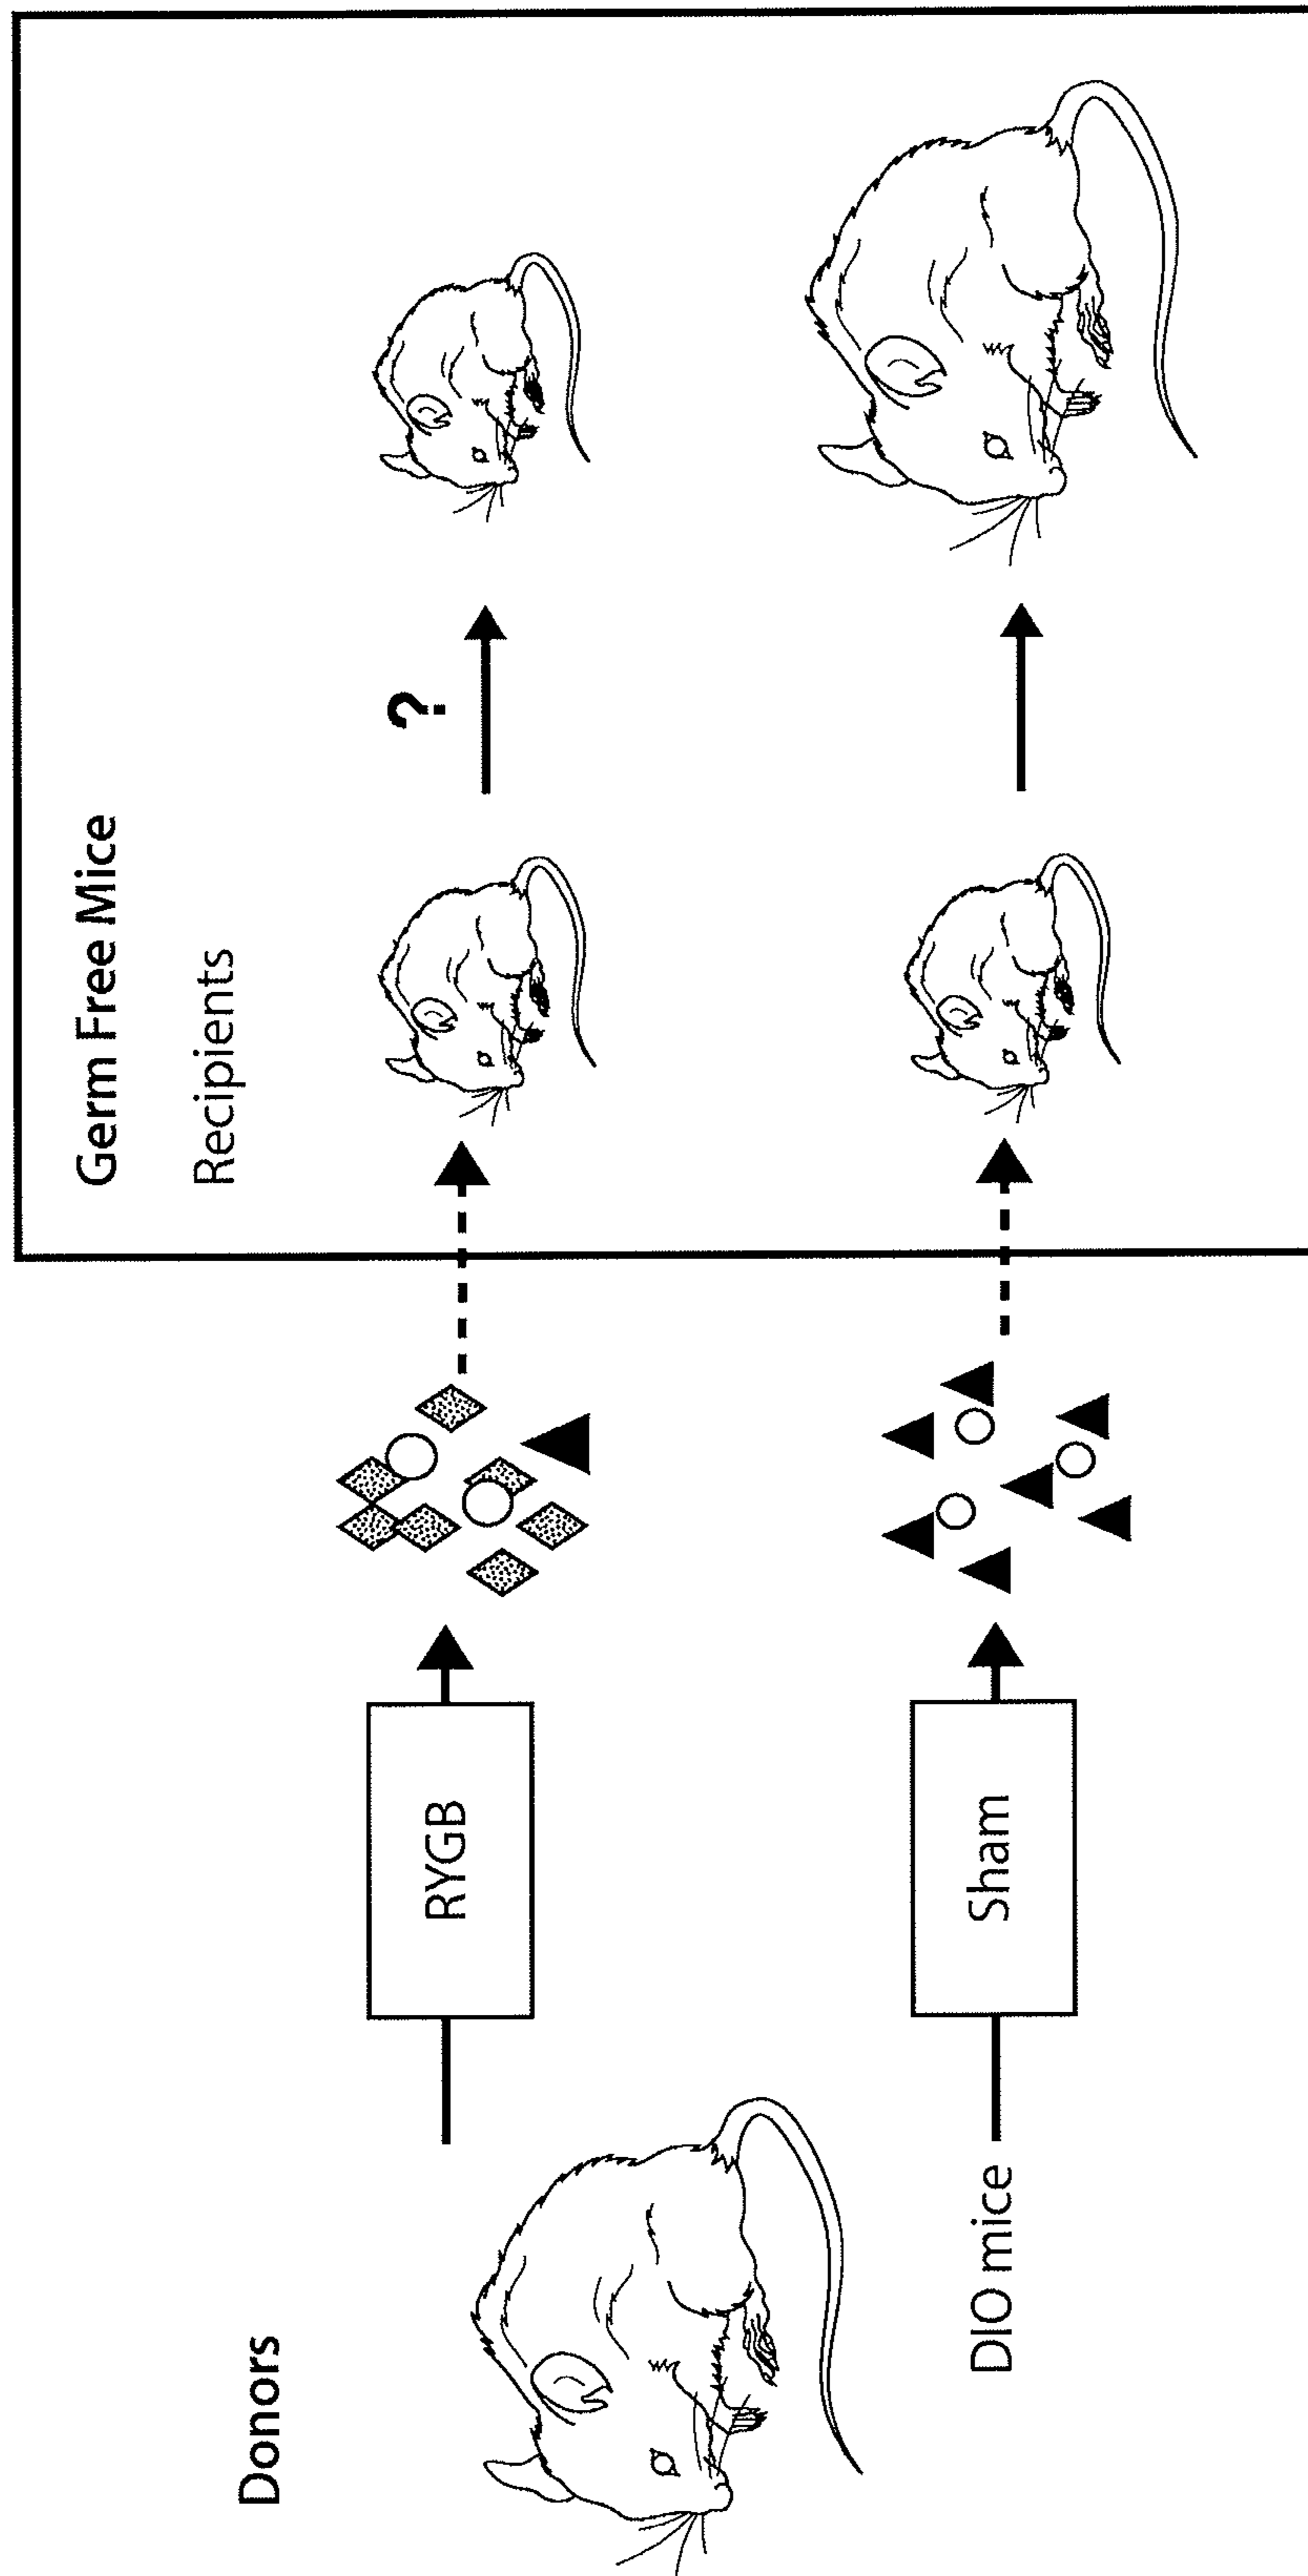 Donors
DIO mice
RYGB
Sham
Germ Free Mice
Recipients
?